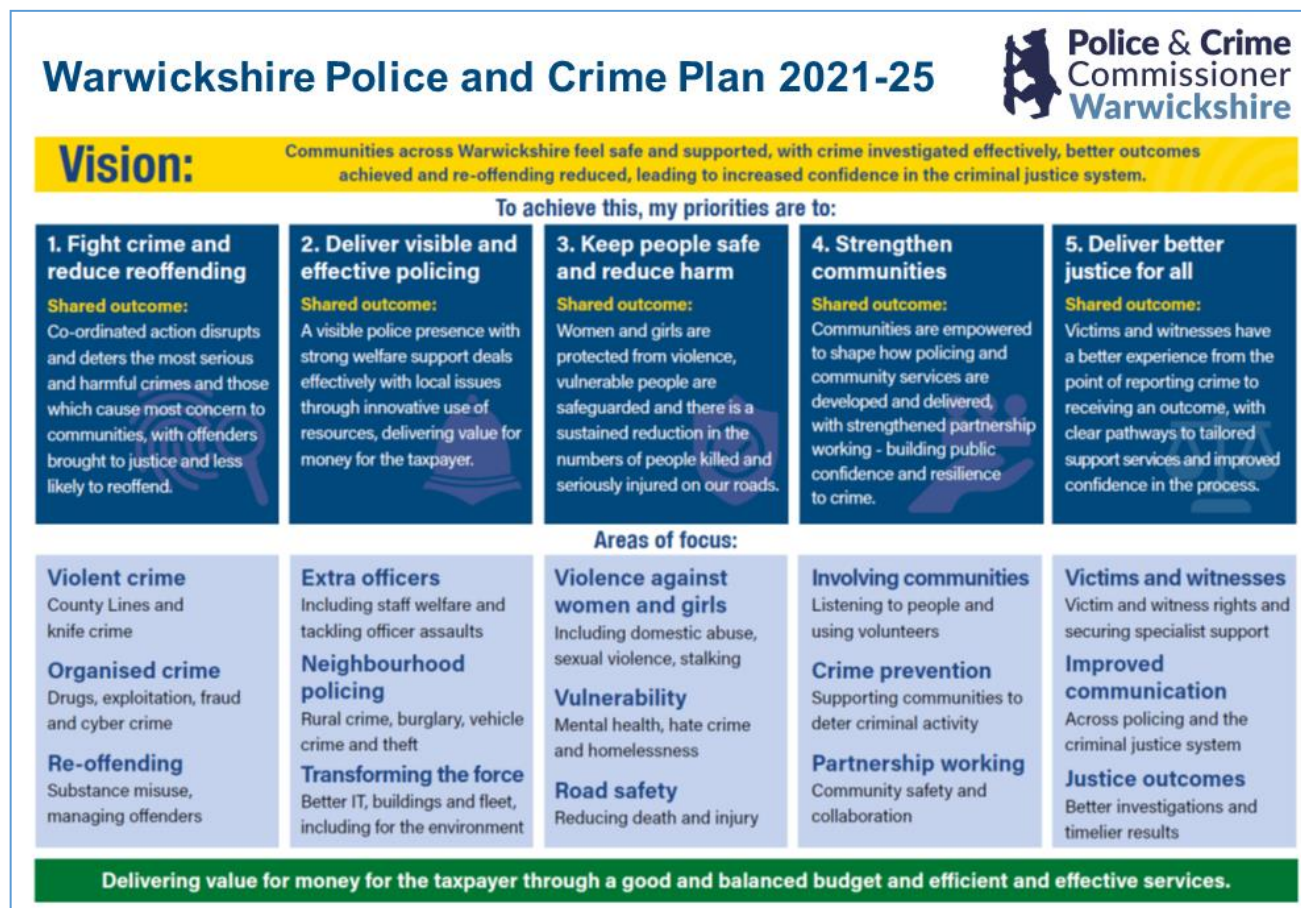 Warwickshire Police and Crime Plan 2021-25
Police & Crime
Commissioner
Warwickshire
Vision:
Communities across Warwickshire feel safe and supported, with crime investigated effectively, better outcomes
achieved and re-offending reduced, leading to increased confidence in the criminal justice system.
To achieve this, my priorities are to:
1. Fight crime and
reduce reoffending
Shared outcome:
Co-ordinated action disrupts
and deters the most serious
and harmful crimes and those
which cause most concern to
communities, with offenders
brought to justice and less
likely to reoffend.
2. Deliver visible and
effective policing
Shared outcome:
A visible police presence with
strong welfare support deals
effectively with local issues
through innovative use of
resources, delivering value for
money for the taxpayer.
3. Keep people safe
and reduce harm
Shared outcome:
Women and girls are
protected from violence,
vulnerable people are
safeguarded and there is a
sustained reduction in the
numbers of people killed and
seriously injured on our roads.
4. Strengthen
communities
Shared outcome:
Communities are empowered
to shape how policing and
community services are
developed and delivered,
with strengthened partnership
working - building public
confidence and resilience
to crime.
5. Deliver better
justice for all
Shared outcome:
Victims and witnesses have
a better experience from the
point of reporting crime to
receiving an outcome, with
clear pathways to tailored
support services and improved
confidence in the process.
Areas of focus:
Violent crime
County Lines and
knife crime
Organised crime
Drugs, exploitation, fraud
and cyber crime
Re-offending
Substance misuse,
managing offenders
Extra officers
Including staff welfare and
tackling officer assaults
Neighbourhood
policing
Rural crime, burglary, vehicle
crime and theft
Transforming the force
Better IT, buildings and fleet,
including for the environment
Violence against
women and girls
Including domestic abuse,
sexual violence, stalking
Vulnerability
Mental health, hate crime
and homelessness
Road safety
Reducing death and injury
Involving communities
Listening to people and
using volunteers
Crime prevention
Supporting communities to
deter criminal activity
Partnership working
Community safety and
collaboration
Victims and witnesses
Victim and witness rights and
securing specialist support
Improved
communication
Across policing and the
criminal justice system
Justice outcomes
Better investigations and
timelier results
Delivering value for money for the taxpayer through a good and balanced budget and efficient and effective services.